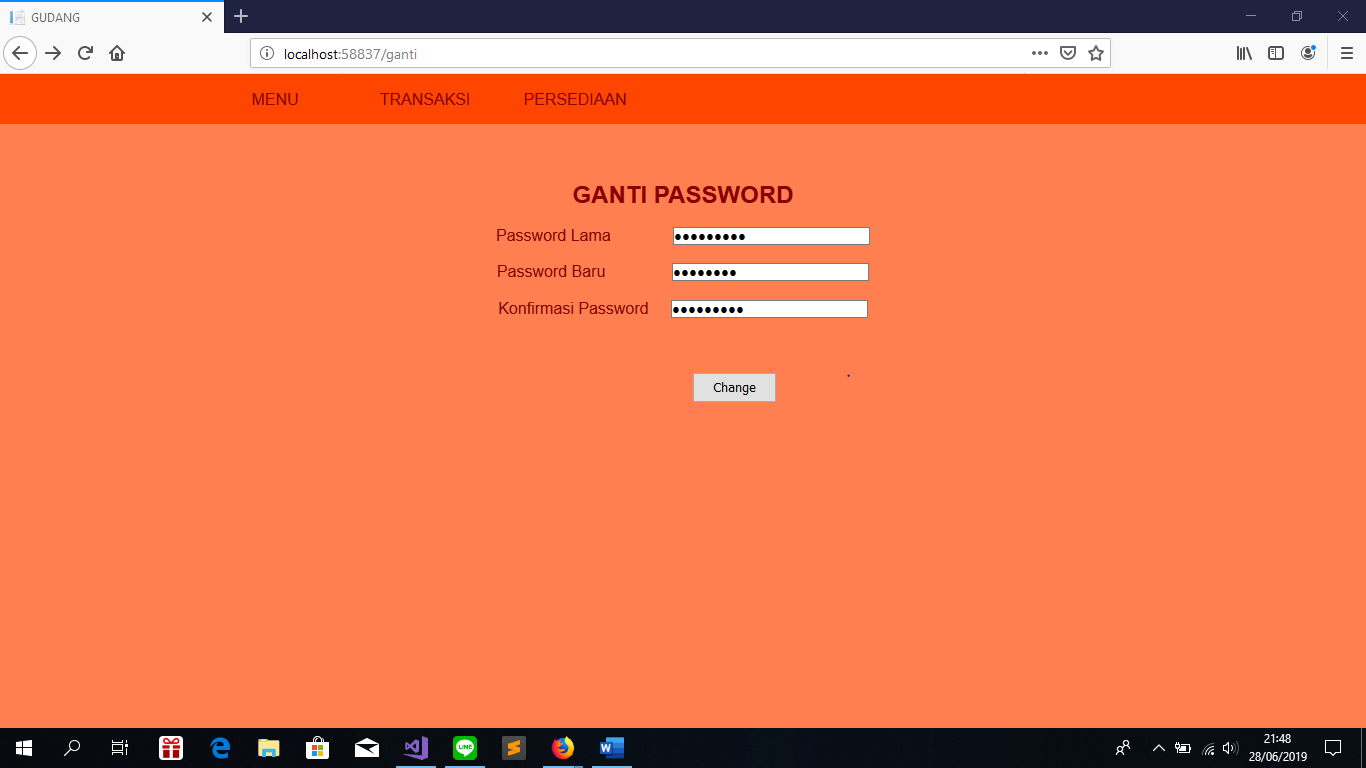 GUDANG
localhost:58837/ganti
MENU TRANSAKSI PERSEDIAAN
GANTI PASSWORD
Password Lama •••••••••
Password Baru ••••••••
Konfirmasi Password •••••••••
Change
LINE
21:48
28/06/2019